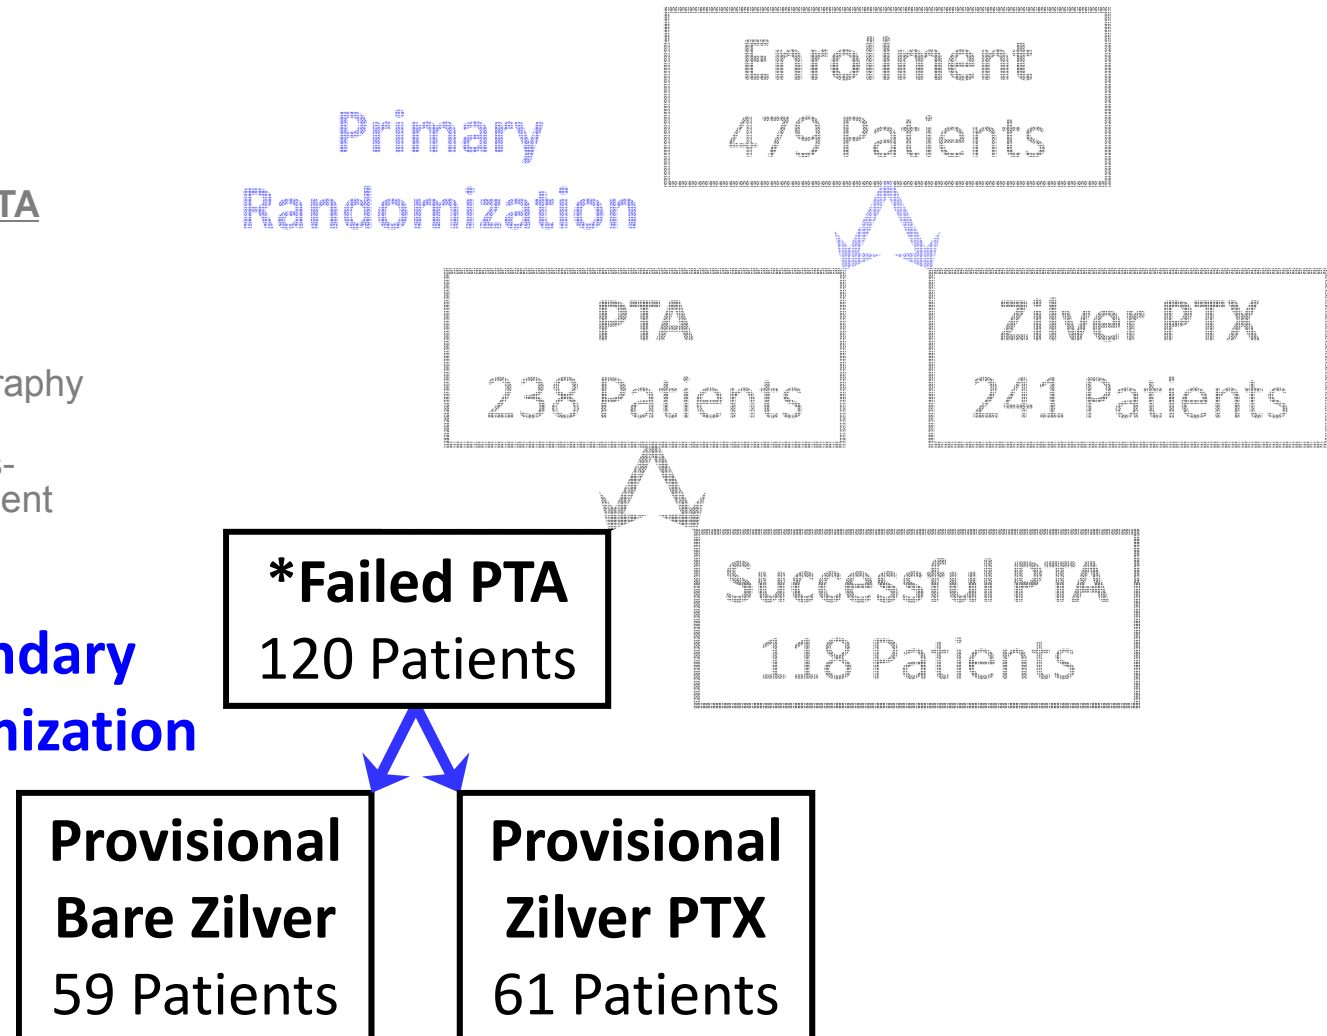 Enrollment
479 Patients
Primary
Randomization
TA
PTA
238 Patients
Zilver PTX
241 Patients
raphy
s-
ent
*Failed PTA
120 Patients
Successful PTA
118 Patients
ndary
nization
Provisional
Bare Zilver
59 Patients
Provisional
Zilver PTX
61 Patients